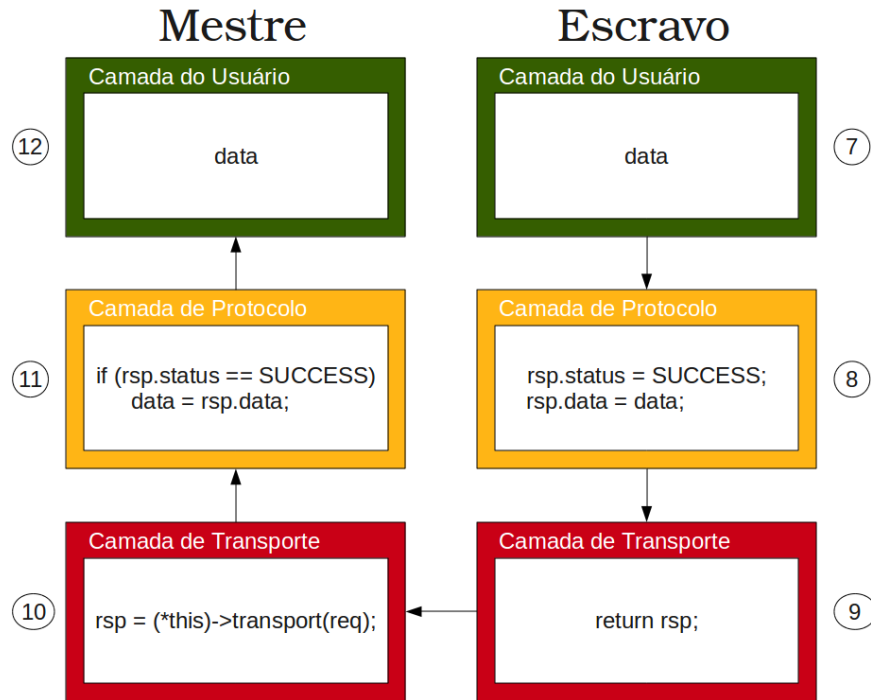 Mestre
Escravo
Camada do Usuário
Camada do Usuário
12
data
data
7
Camada de Protocolo
Camada de Protocolo
11
if (rsp.status == SUCCESS)
data = rsp.data;
rsp.status = SUCCESS;
rsp.data = data;
8
Camada de Transporte
Camada de Transporte
10
rsp = (*this)->transport(req);
return rsp;
9